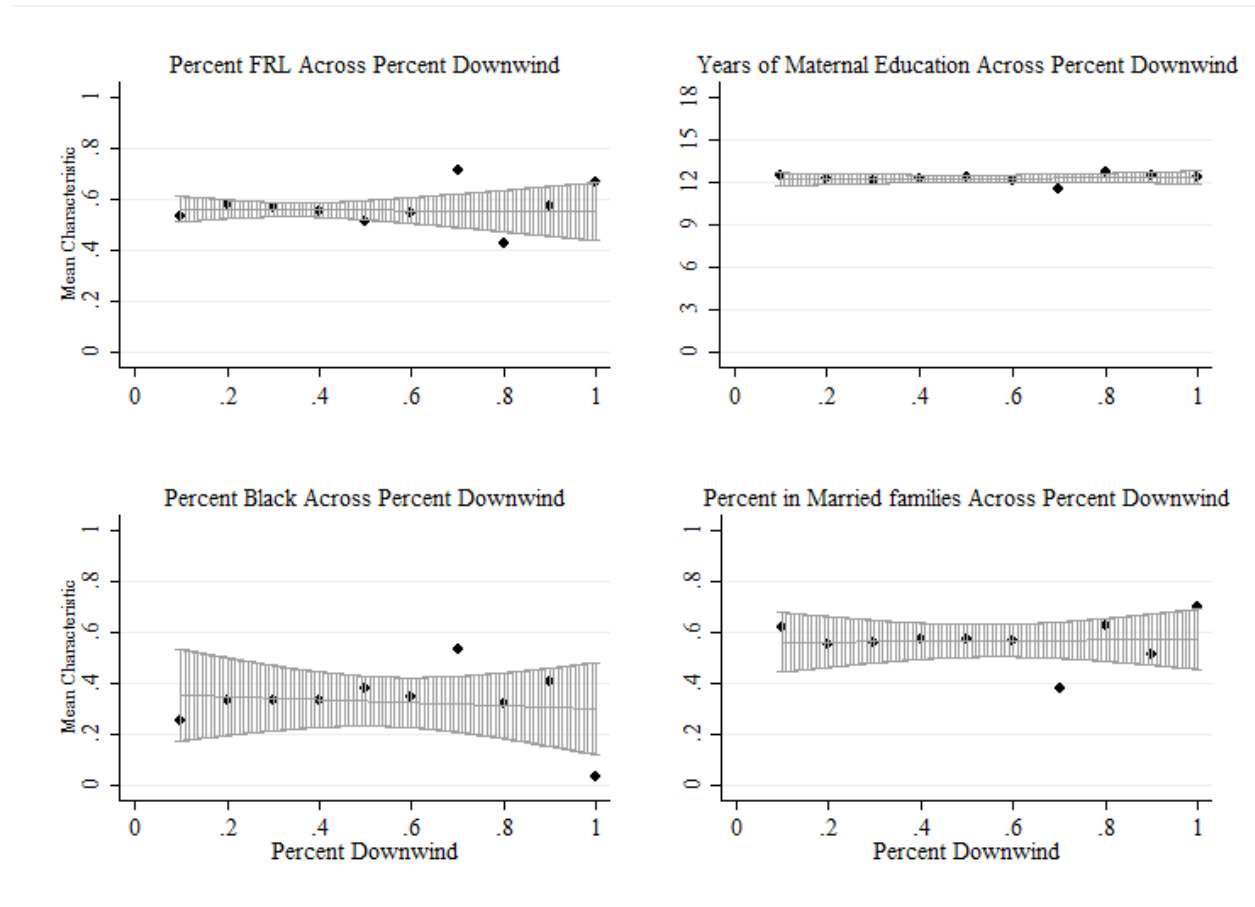 Percent FRL Across Percent Downwind
Mean Characteristic
1
.8
.6
.4
.2
0
0 .2 .4 .6 .8 1
Years of Maternal Education Across Percent Downwind
18
15
12
9
6
3
0
0 .2 .4 .6 .8 1
Percent Black Across Percent Downwind
Mean Characteristic
1
.8
.6
.4
.2
0
0 .2 .4 .6 .8 1
Percent Downwind
Percent in Married families Across Percent Downwind
1
.8
.6
.4
.2
0
0 .2 .4 .6 .8 1
Percent Downwind